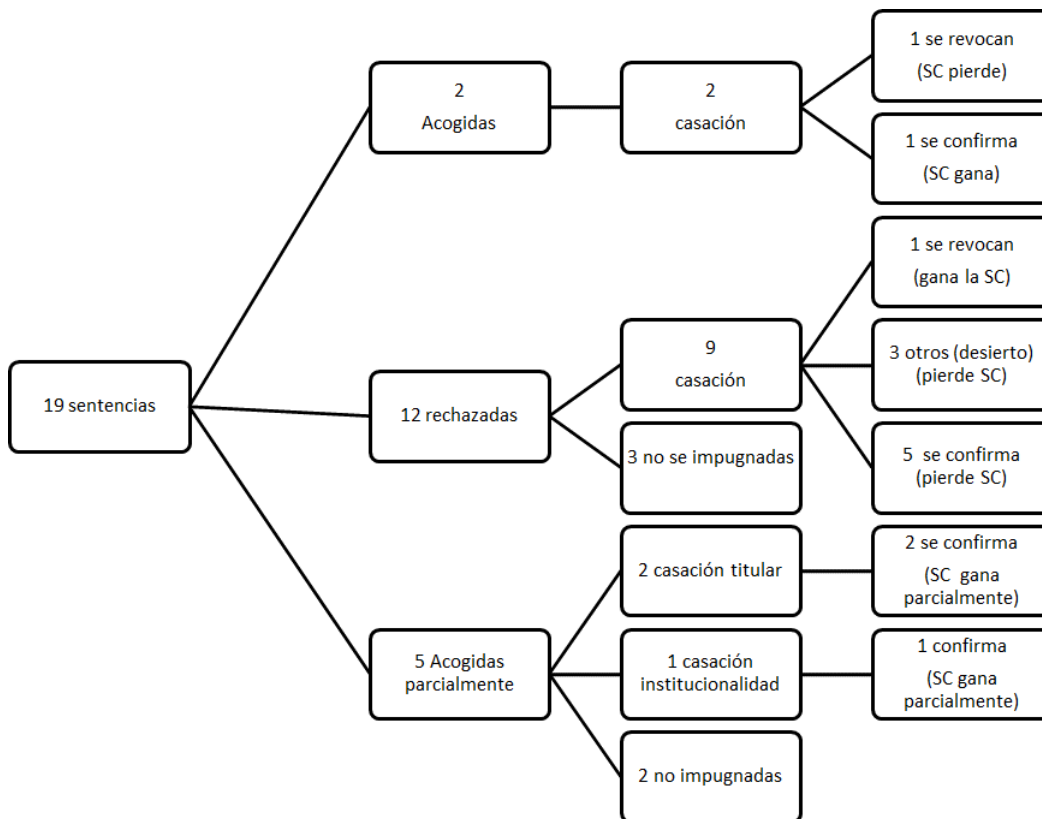 19 sentencias
2
Acogidas
2
casación
1 se revocan
(SC pierde)
1 se confirma
(SC gana)
12 rechazadas
9
casación
1 se revocan
(gana la SC)
3 otros (desierto)
(pierde SC)
5 se confirma
(pierde SC)
3 no se impugnadas
5 Acogidas
parcialmente
2 casación titular
2 se confirma
(SC gana
parcialmente)
1 casación
institucionalidad
1 confirma
(SC gana
parcialmente)
2 no impugnadas